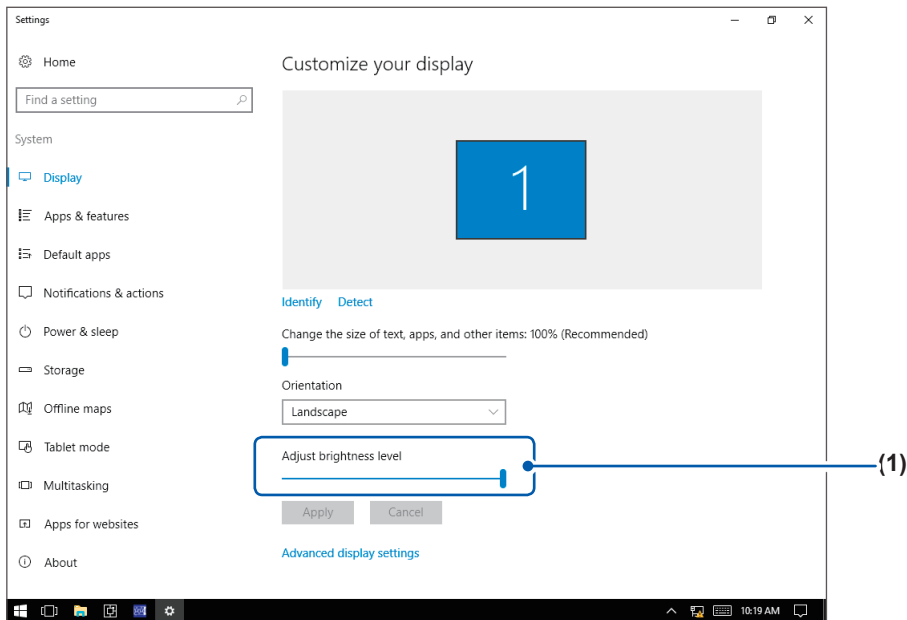 Settings
Home
Customize your display
Find a setting
System
1
Display
Apps & features
Default apps
Notifications & actions
Identify Detect
Power & sleep
Change the size of text, apps, and other items: 100% (Recommended)
Storage
Orientation
Offline maps
Landscape
Tablet mode
Adjust brightness level
(1)
Multitasking
Apply Cancel
Apps for websites
Advanced display settings
About
10:19 AM